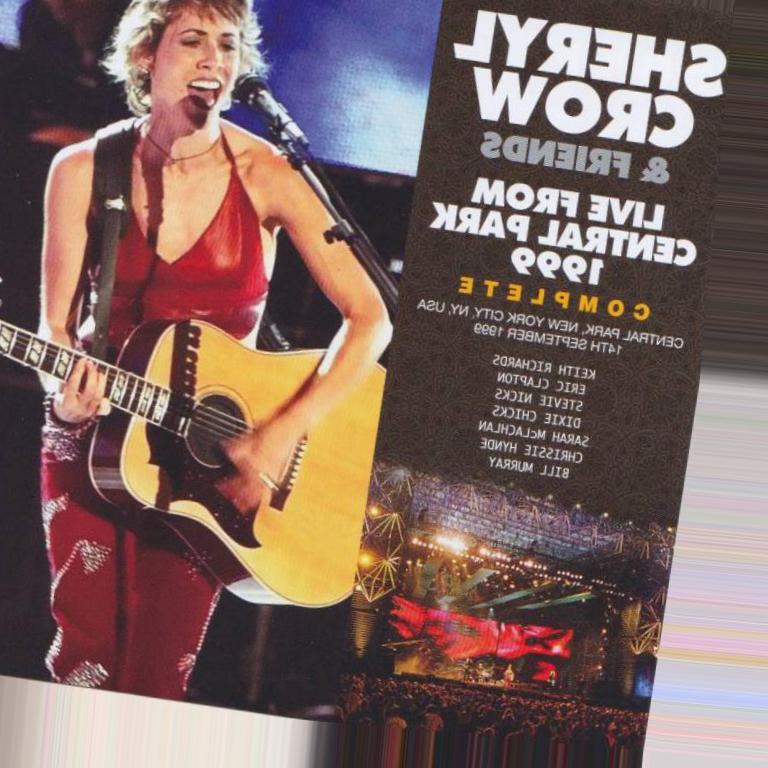 SHERYL
CROW
& FRIENDS
LIVE FROM
CENTRAL PARK
1999
COMPLETE
CENTRAL PARK, NEW YORK CITY, NY, USA
14TH SEPTEMBER 1999
KEITH RICHARDS
ERIC CLAPTON
STEVIE NICKS
DIXIE CHICKS
SARAH McLACHLAN
CHRISSIE HYNDE
BILL MURRAY